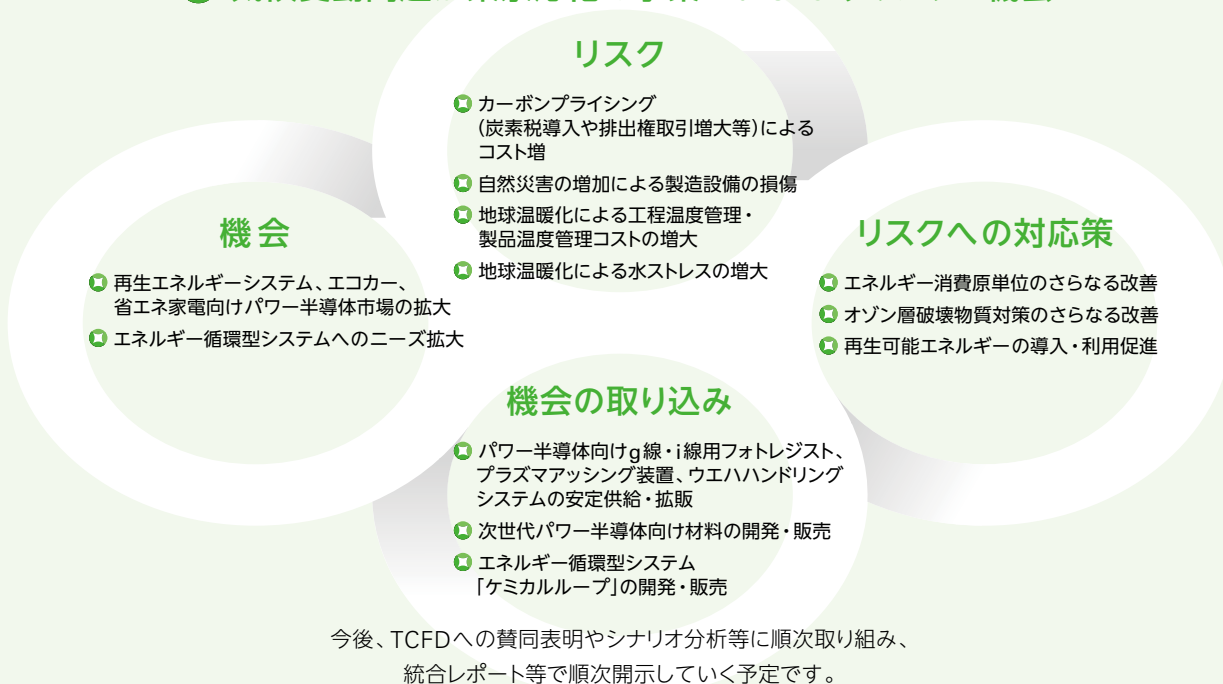 リスク
カーボンプライシング
(炭素税導入や排出権取引増大等)による
コスト増
自然災害の増加による製造設備の損傷
地球温暖化による工程温度管理・
製品温度管理コストの増大
地球温暖化による水ストレスの増大
機会
再生エネルギーシステム、エコカー、
省エネ家電向けパワー半導体市場の拡大
エネルギー循環型システムへのニーズ拡大
リスクへの対応策
エネルギー消費原単位のさらなる改善
オゾン層破壊物質対策のさらなる改善
再生可能エネルギーの導入・利用促進
機会の取り込み
パワー半導体向けg線・i線用フォトレジスト、
プラズマアッシング装置、ウエハハンドリング
システムの安定供給・拡販
次世代パワー半導体向け材料の開発・販売
エネルギー循環型システム
「ケミカルループ」の開発・販売
今後、TCFDへの賛同表明やシナリオ分析等に順次取り組み、
統合レポート等で順次開示していく予定です。